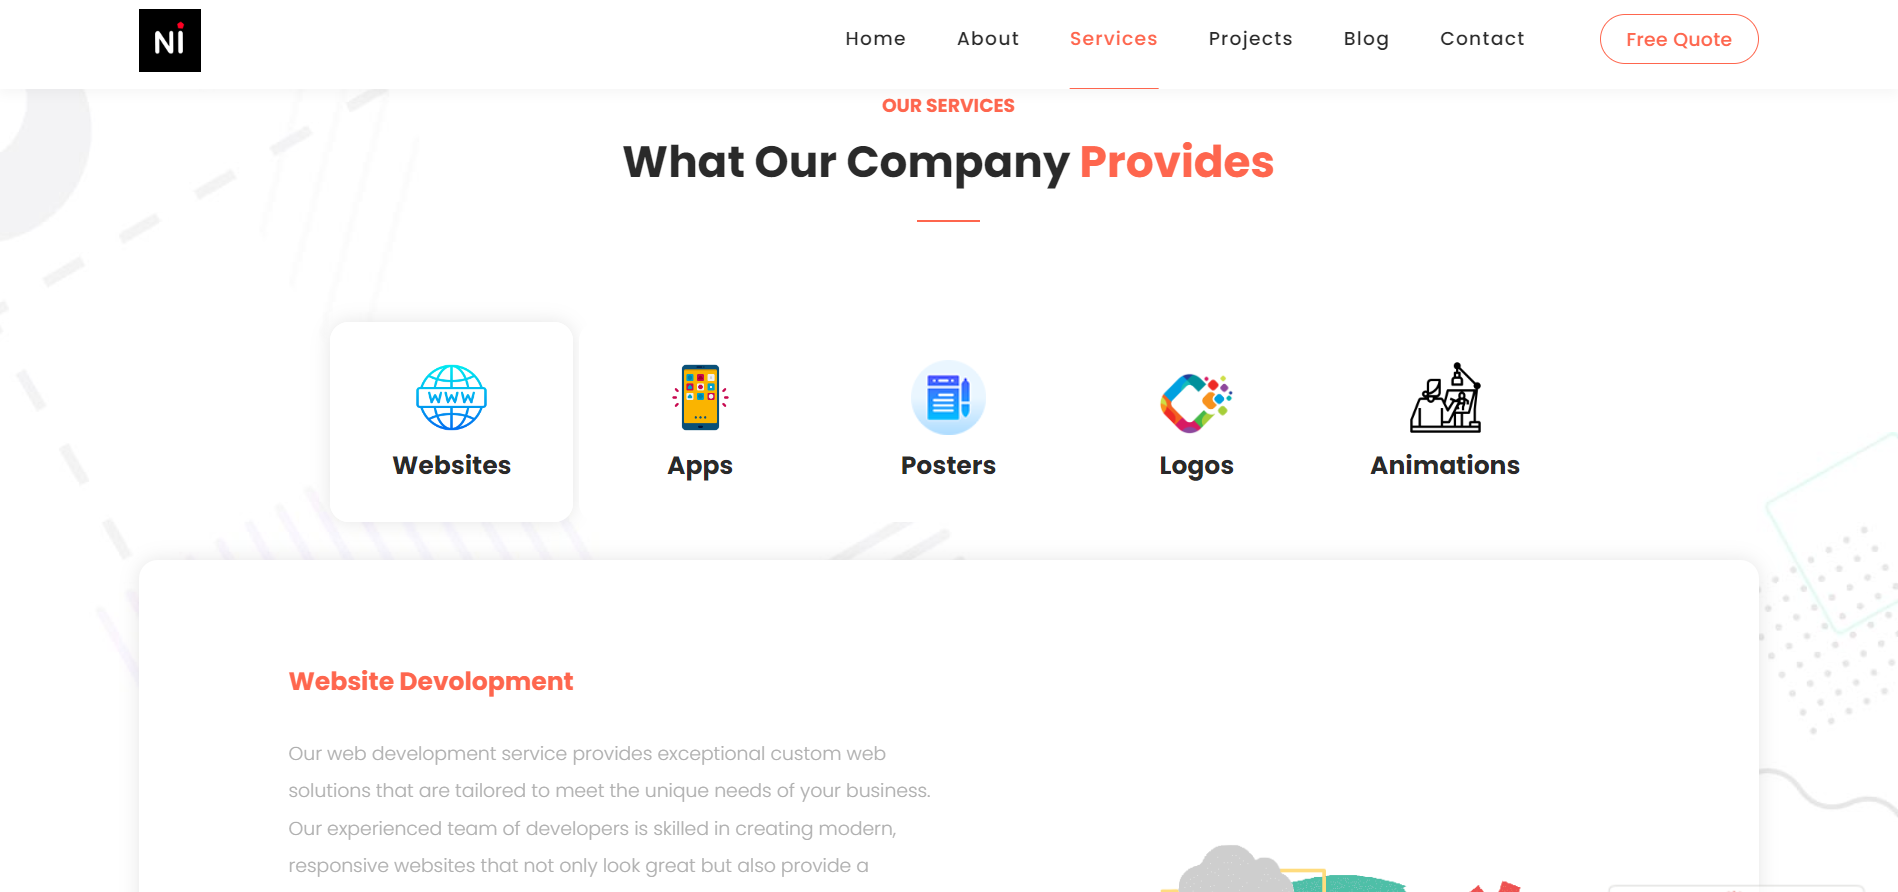 Ni
Home About Services Projects Blog Contact Free Quote
OUR SERVICES
What Our Company Provides
WWW
Websites Apps Posters Logos Animations
Website Devolopment
Our web development service provides exceptional custom web
solutions that are tailored to meet the unique needs of your business.
Our experienced team of developers is skilled in creating modern,
responsive websites that not only look great but also provide a